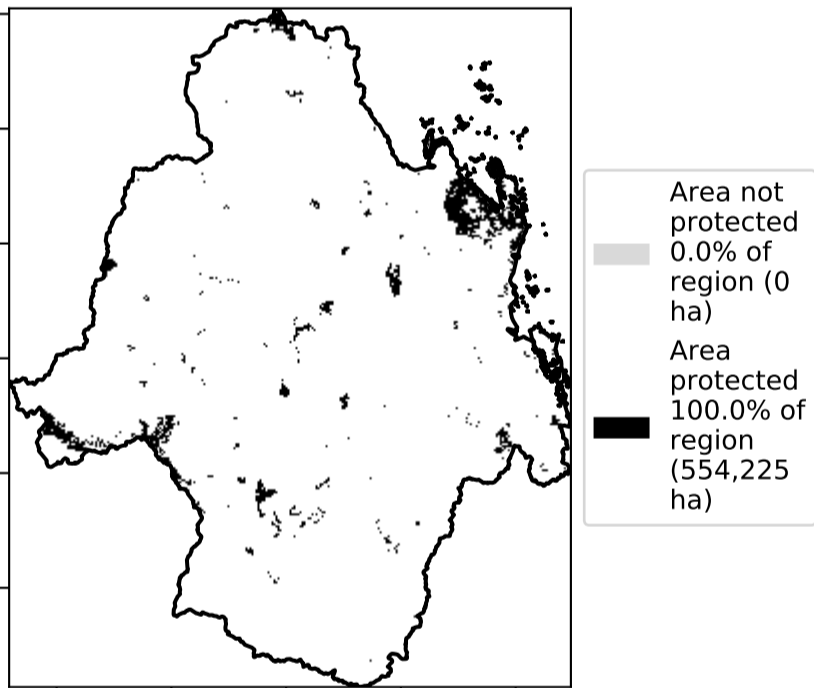 Area not
protected
0.0% of
region (0
ha)
Area
protected
100.0% of
region
(554,225
ha)